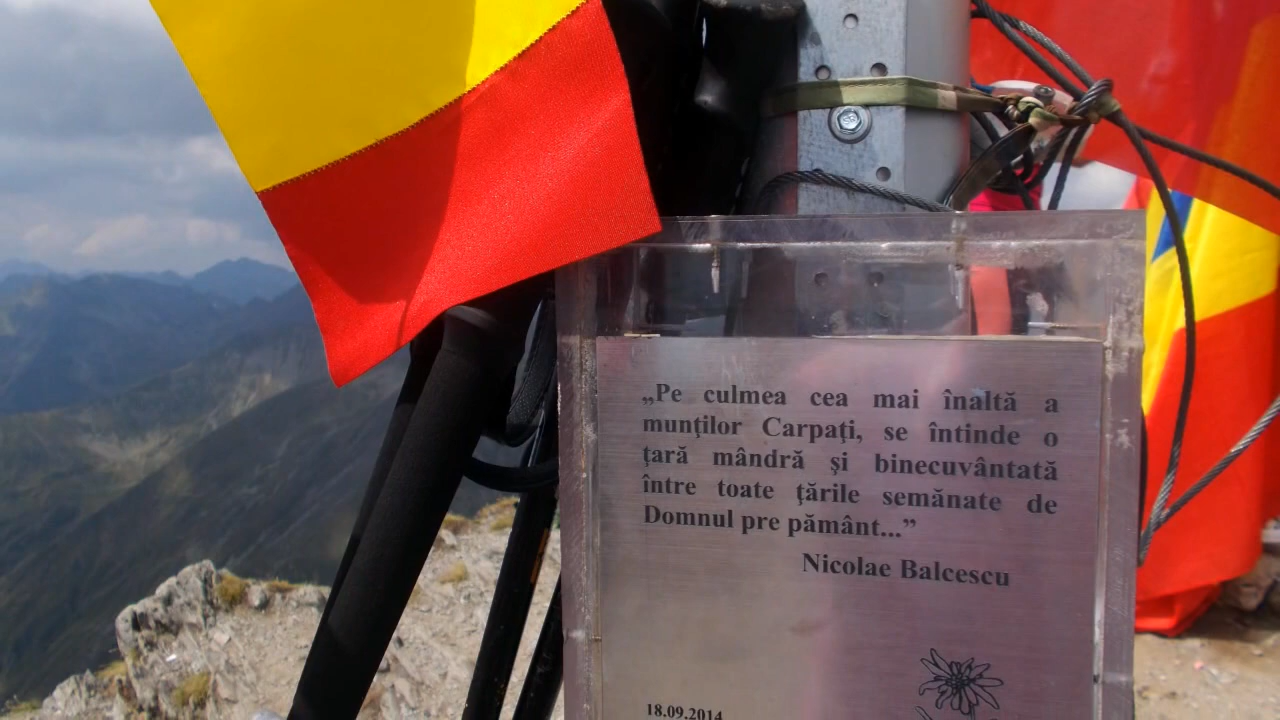 „Pe culmea cea mai înaltă a
munţilor Carpaţi, se întinde o
ţară mândră şi binecuvântată
între toate ţările semănate de
Domnul pre pământ...”
Nicolae Balcescu
18.09.2014